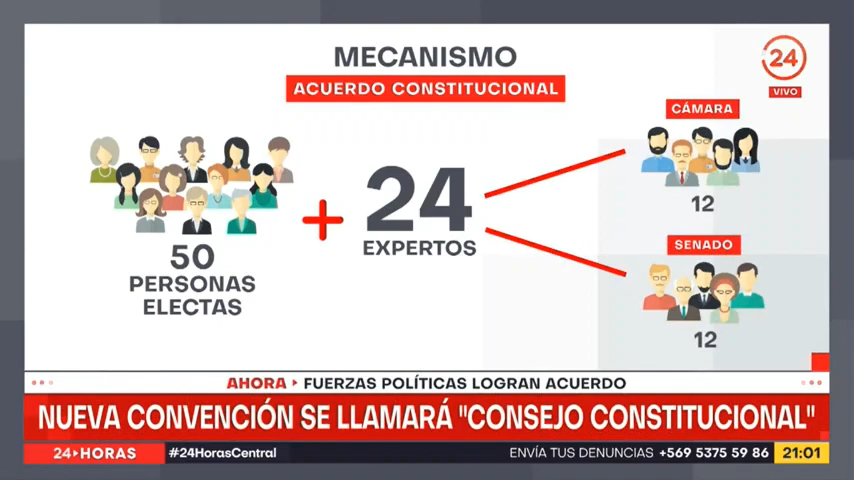 MECANISMO
ACUERDO CONSTITUCIONAL
24
VIVO
50
PERSONAS
ELECTAS
+
24
EXPERTOS
CÁMARA
12
SENADO
12
AHORA ▸ FUERZAS POLÍTICAS LOGRAN ACUERDO
NUEVA CONVENCIÓN SE LLAMARÁ "CONSEJO CONSTITUCIONAL"
24▸HORAS #24HorasCentral ENVÍA TUS DENUNCIAS +569 5375 59 86 21:01